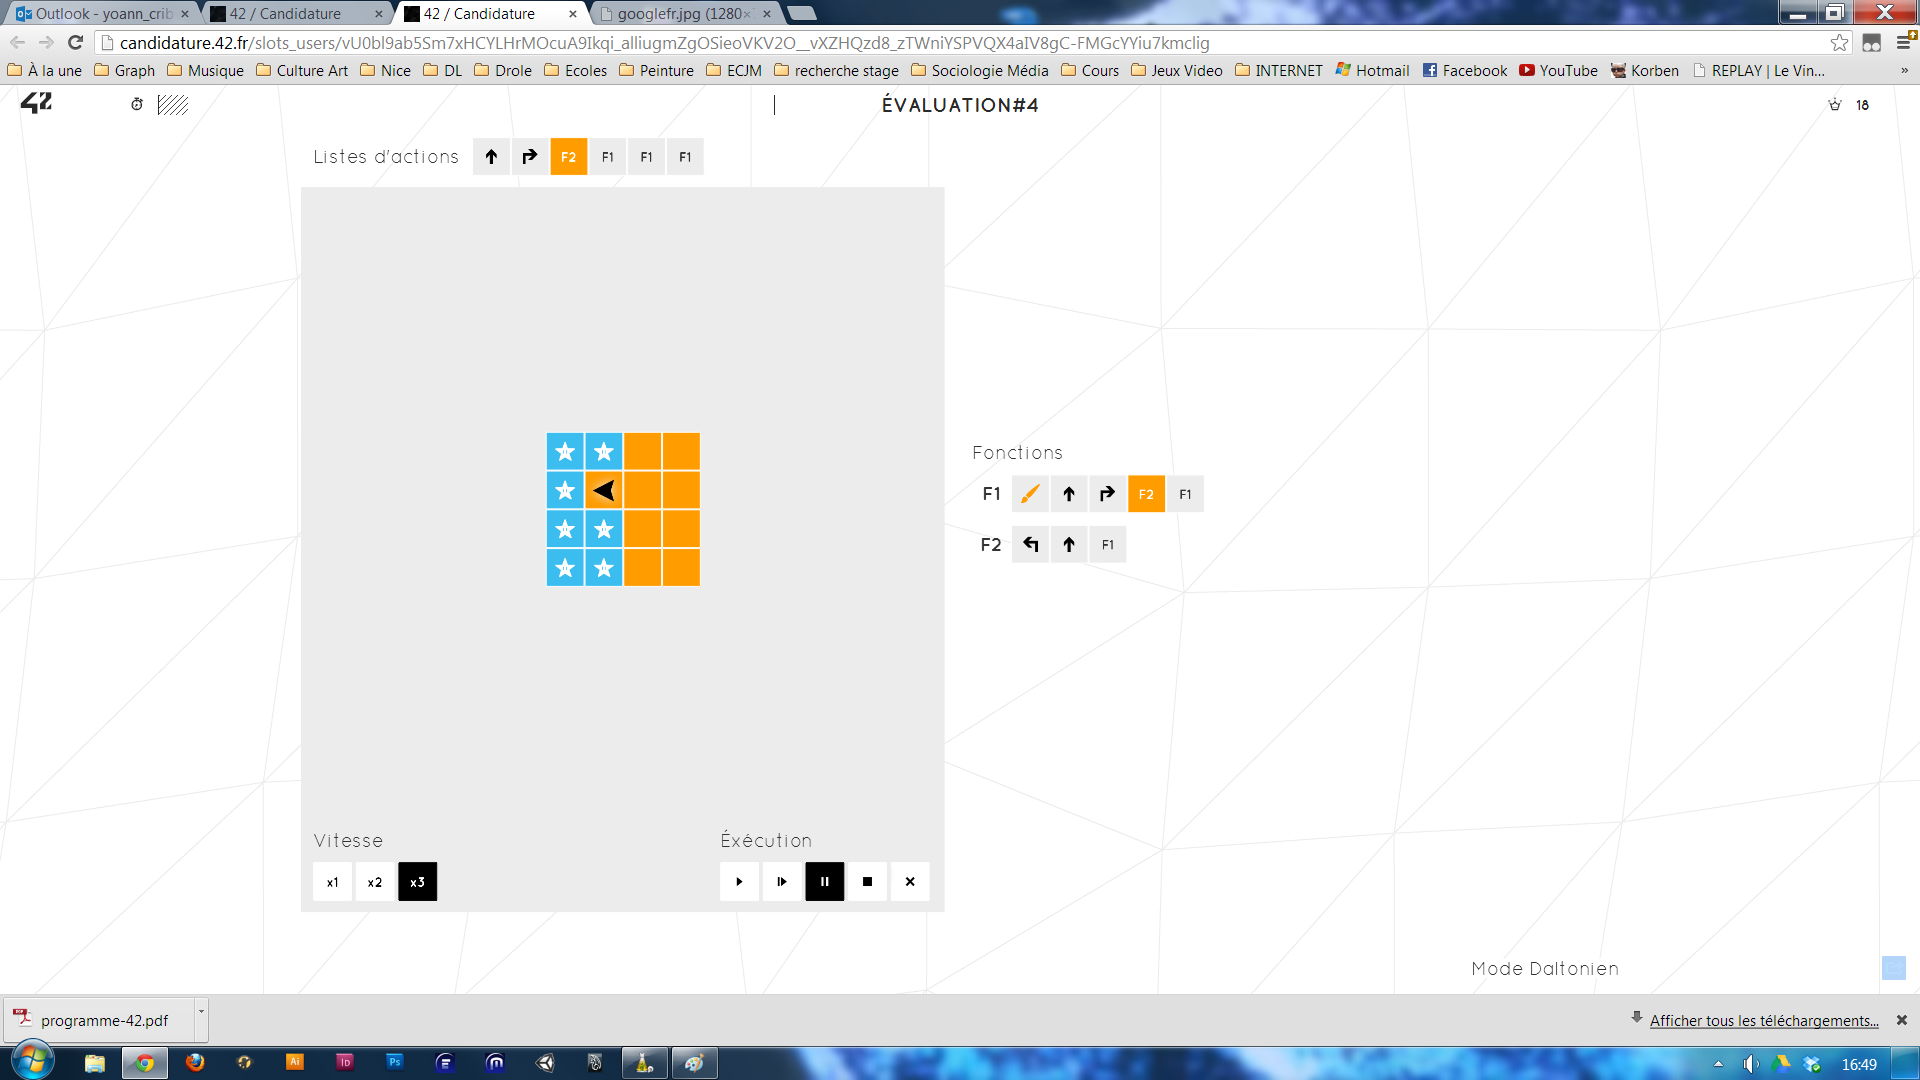 Outlook - yoann_crib
42 / Candidature
42 / Candidature
googlefr.jpg (1280×
candidature.42.fr/slots_users/vU0bl9ab5Sm7xHCYLHrMOcuA9Ikqi_alliugmZgOSieoVKV2O__vXZHQzd8_zTWniYSPVQX4aIV8gC-FMGcYYiu7kmclig
À la une Graph Musique Culture Art Nice DL Drole Ecoles Peinture ECJM recherche stage Sociologie Média Cours Jeux Video INTERNET Hotmail Facebook YouTube Korben REPLAY | Le Vin... »
42 ÉVALUATION#4 18
Listes d'actions F2 F1 F1 F1
Fonctions
F1 F2 F1
F2 F1
Vitesse Éxécution
x1 x2 x3
Mode Daltonien
programme-42.pdf Afficher tous les téléchargements...
Ai Id Ps 16:49